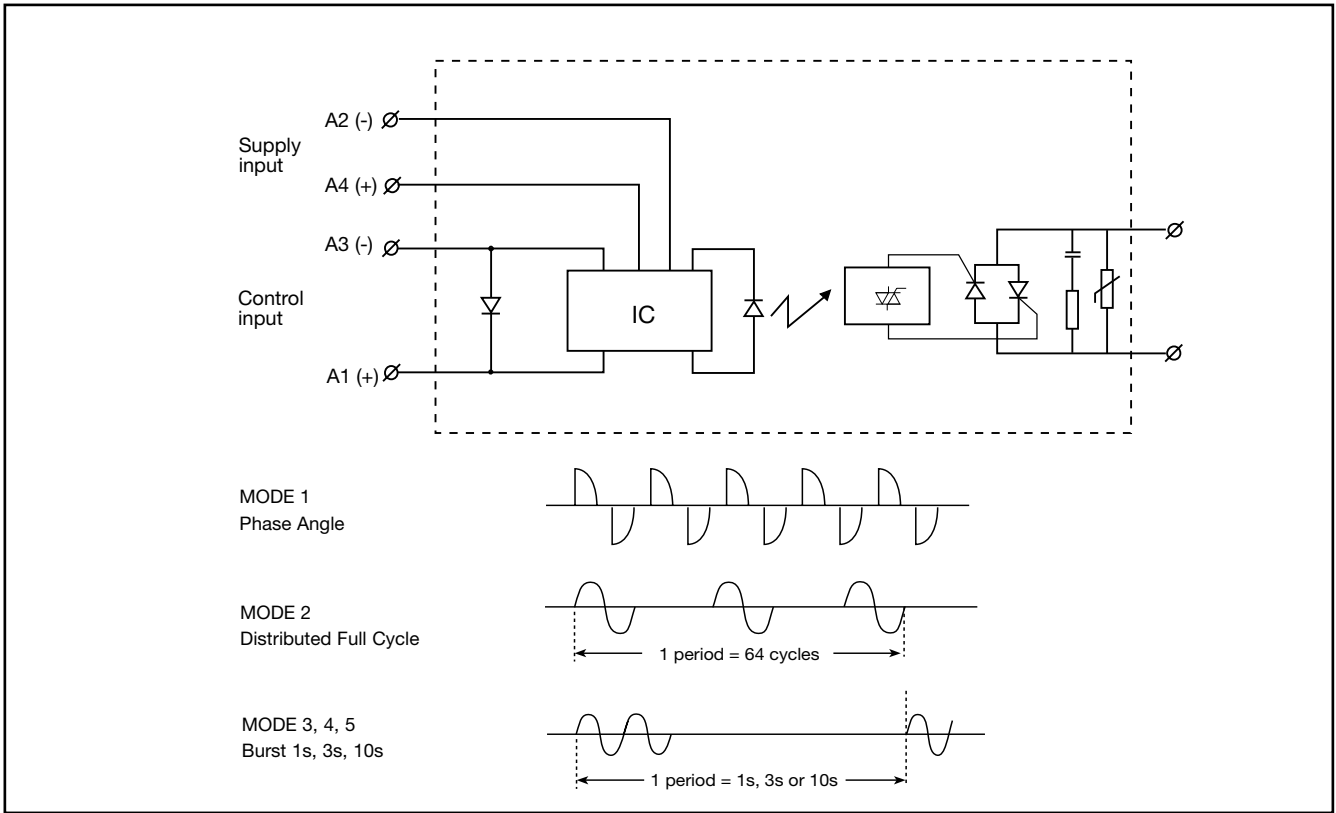 A2 (-)
Supply
input
A4 (+)
A3 (-)
Control
input
IC
A1 (+)
MODE 1
Phase Angle
MODE 2
Distributed Full Cycle
1 period = 64 cycles
MODE 3, 4, 5
Burst 1s, 3s, 10s
1 period = 1s, 3s or 10s